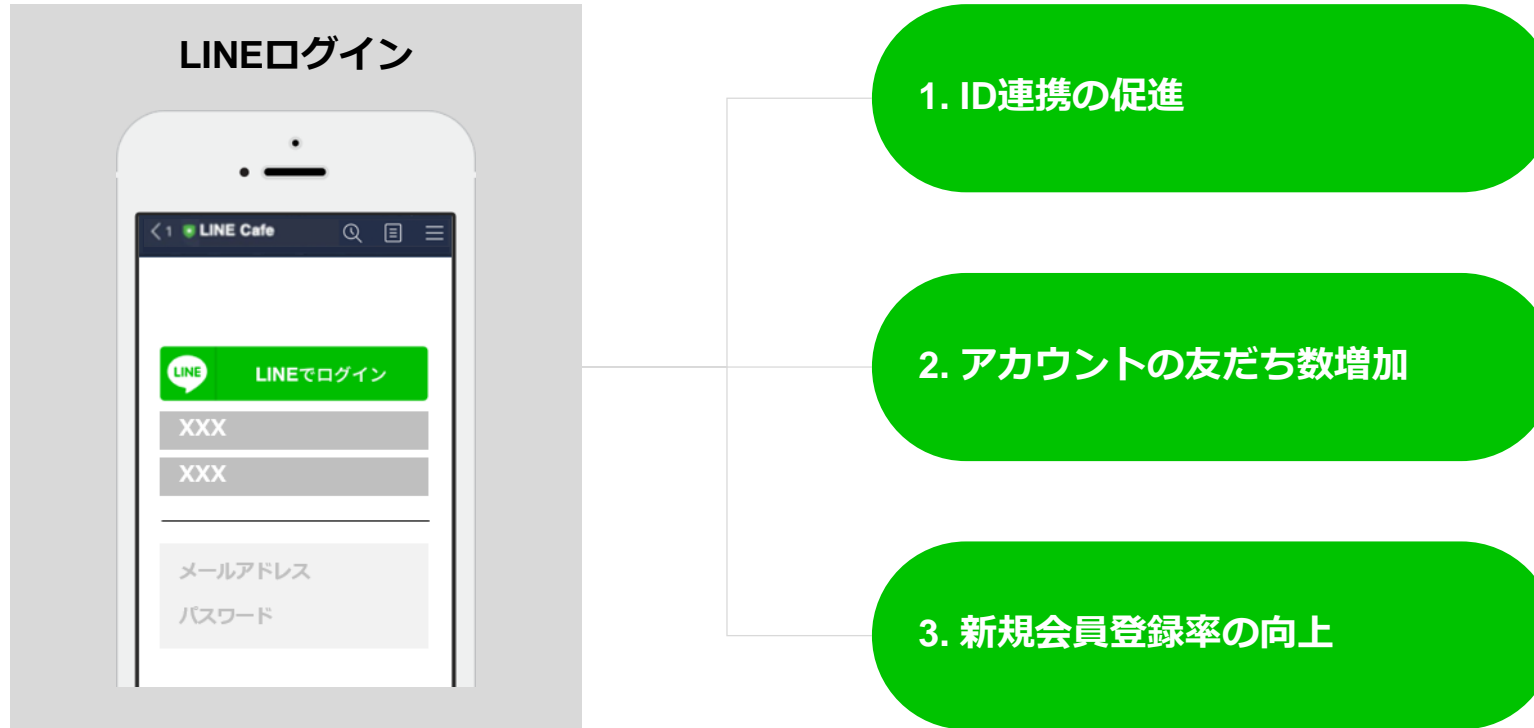 LINEログイン
1 LINE Cafe
LINE LINEでログイン
XXX
XXX
メールアドレス
パスワード
1. ID連携の促進
2. アカウントの友だち数増加
3. 新規会員登録率の向上